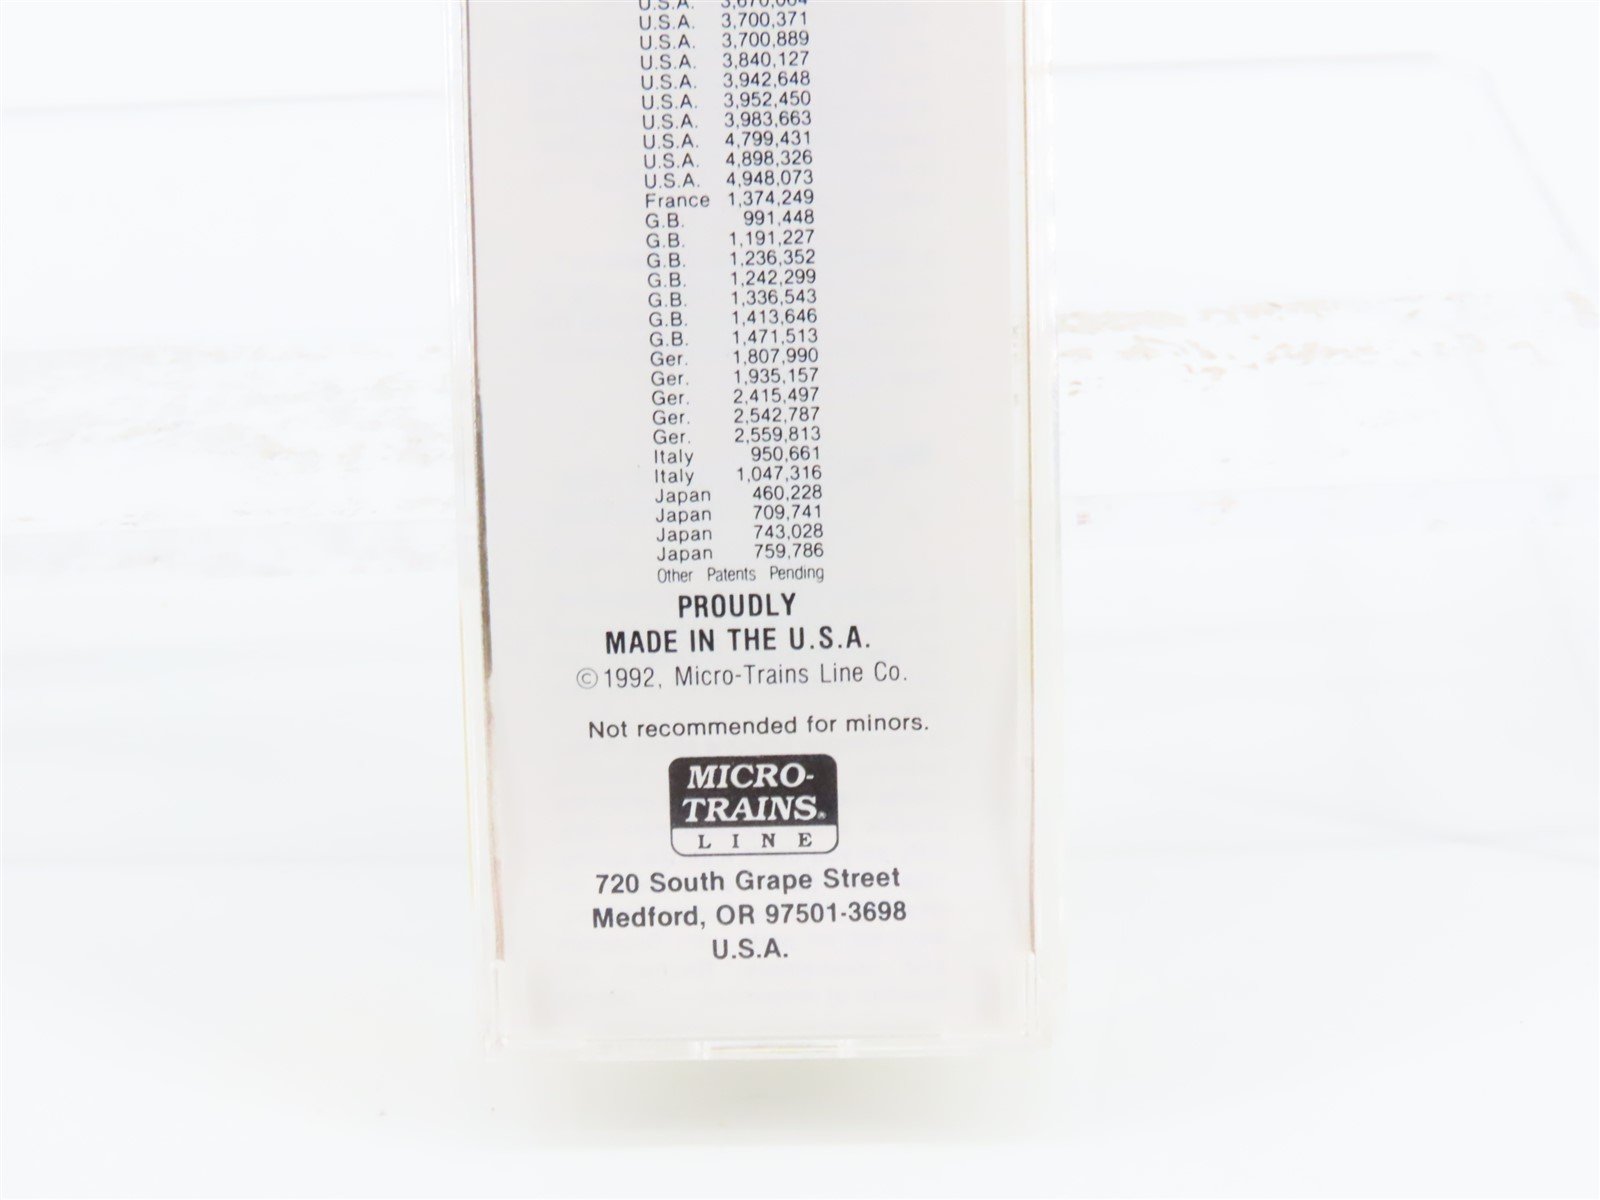 U.S.A. 3,670,664
U.S.A. 3,700,371
U.S.A. 3,700,889
U.S.A. 3,840,127
U.S.A. 3,942,648
U.S.A. 3,952,450
U.S.A. 3,983,663
U.S.A. 4,799,431
U.S.A. 4,898,326
U.S.A. 4,948,073
France 1,374,249
G.B. 991,448
G.B. 1,191,227
G.B. 1,236,352
G.B. 1,242,299
G.B. 1,336,543
G.B. 1,413,646
G.B. 1,471,513
Ger. 1,807,990
Ger. 1,935,157
Ger. 2,415,497
Ger. 2,542,787
Ger. 2,559,813
Italy 950,661
Italy 1,047,316
Japan 460,228
Japan 709,741
Japan 743,028
Japan 759,786
Other Patents Pending
PROUDLY
MADE IN THE U.S.A.
©1992, Micro-Trains Line Co.
Not recommended for minors.
MICRO-
TRAINS®
LINE
720 South Grape Street
Medford, OR 97501-3698
U.S.A.